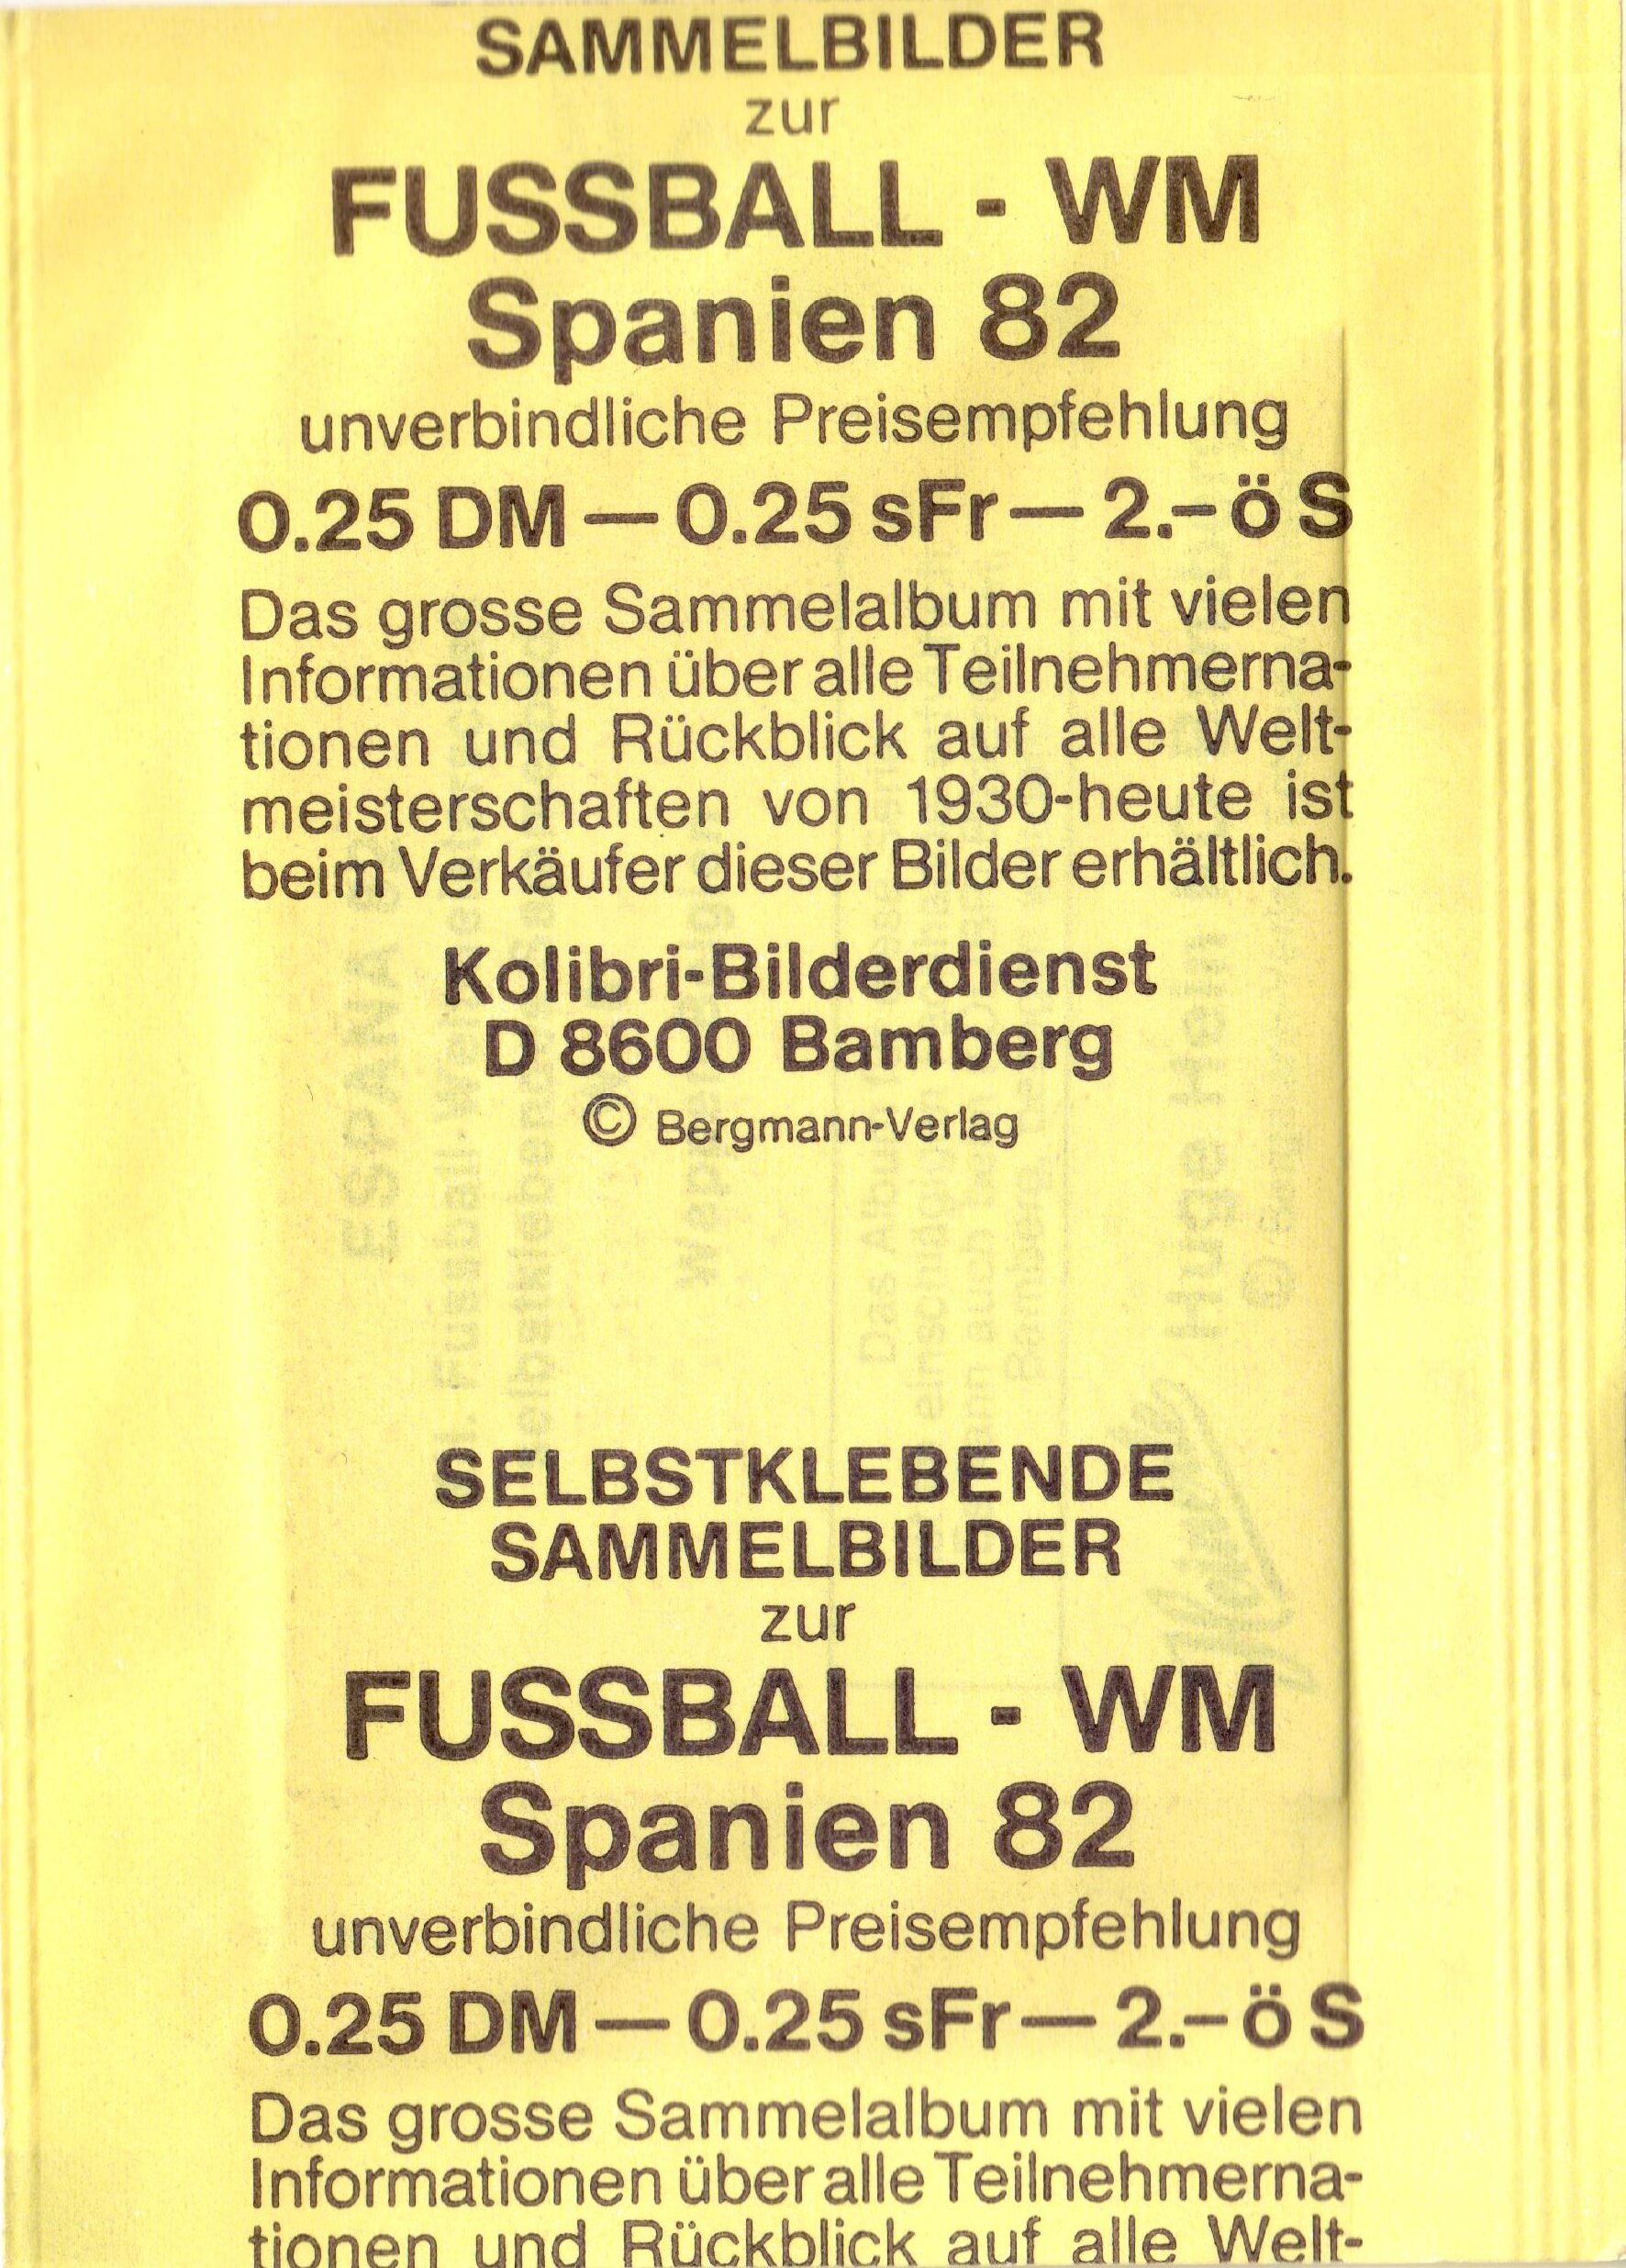 SAMMELBILDER
zur
FUSSBALL - WM
Spanien 82
unverbindliche Preisempfehlung
0.25 DM — 0.25 sFr — 2.– ö S
Das grosse Sammelalbum mit vielen
Informationen über alle Teilnehmerna-
tionen und Rückblick auf alle Welt-
meisterschaften von 1930-heute ist
beim Verkäufer dieser Bilder erhältlich.
Kolibri-Bilderdienst
D 8600 Bamberg
© Bergmann-Verlag
SELBSTKLEBENDE
SAMMELBILDER
zur
FUSSBALL - WM
Spanien 82
unverbindliche Preisempfehlung
0.25 DM — 0.25 sFr — 2.– ö S
Das grosse Sammelalbum mit vielen
Informationen über alle Teilnehmerna-
tionen und Rückblick auf alle Welt-